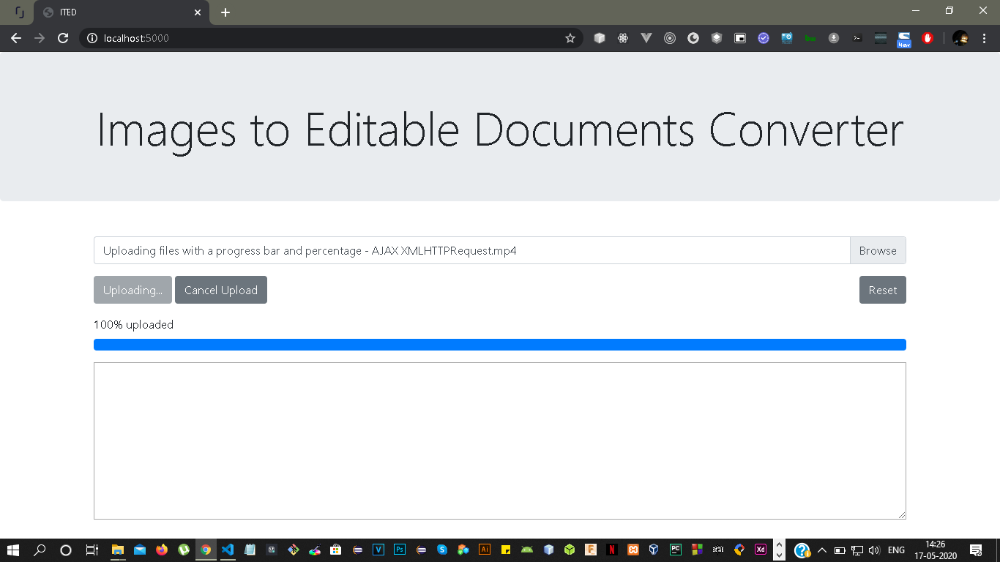 ITED
localhost:5000
New
Images to Editable Documents Converter
Uploading files with a progress bar and percentage - AJAX XMLHTTPRequest.mp4
Browse
Uploading...
Cancel Upload
Reset
100% uploaded
ENG
14:26
17-05-2020